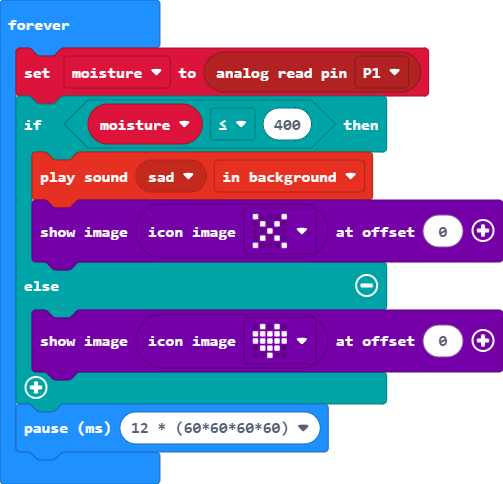 forever
set moisture to analog read pin P1
if moisture ≤ 400 then
play sound sad in background
show image icon image at offset 0
else
show image icon image at offset 0
pause (ms) 12 * (60*60*60*60)